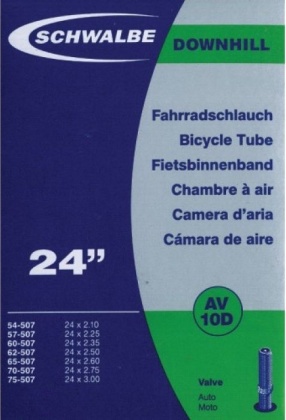 SCHWALBE
DOWNHILL
Fahrradschlauch
Bicycle Tube
Fietsbinnenband
Chambre à air
Camera d'aria
Cámara de aire
24"
AV
10D
54-507 24 x 2.10
57-507 24 x 2.25
60-507 24 x 2.35
62-507 24 x 2.50
65-507 24 x 2.60
70-507 24 x 2.75
75-507 24 x 3.00
Valve
Auto
Moto